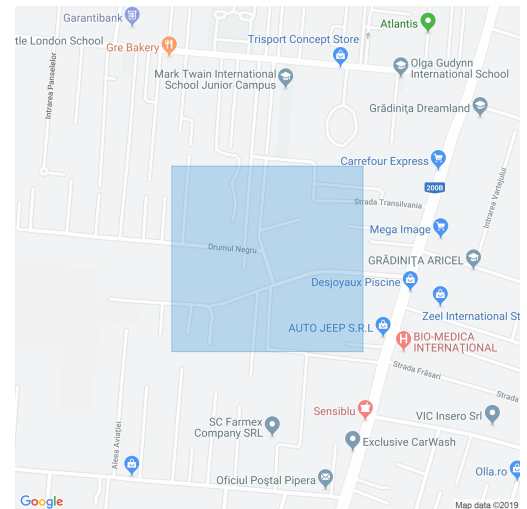 Garantibank
Atlantis
tle London School
Gre Bakery
Trisport Concept Store
Olga Gudynn
International School
Mark Twain International
School Junior Campus
Intrarea Panselelor
Grădinița Dreamland
Carrefour Express
200B
Strada Transilvania
Intrarea Vartejului
Mega Image
Drumul Negru
GRĂDINIȚA ARICEL
Desjoyaux Piscine
Zeel International St
AUTO JEEP S.R.L
BIO-MEDICA
INTERNAȚIONAL
Strada Frăsari
Sensiblu
VIC Insero Srl
SC Farmex
Company SRL
Aleea Aviației
Exclusive CarWash
Oficiul Poștal Pipera
Olla.ro
Google
Map data ©2019